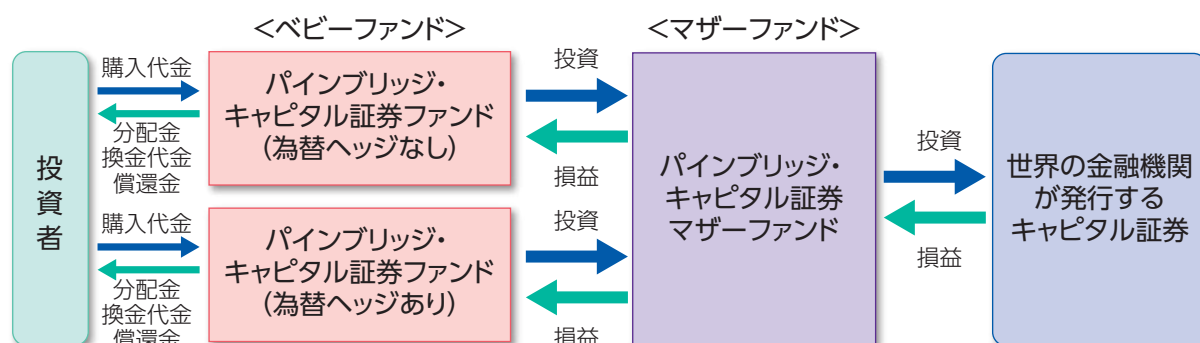 <ベビーファンド>
<マザーファンド>
投資者
購入代金
分配金
換金代金
償還金
パインブリッジ・
キャピタル証券ファンド
(為替ヘッジなし)
投資
損益
購入代金
分配金
換金代金
償還金
パインブリッジ・
キャピタル証券ファンド
(為替ヘッジあり)
投資
損益
パインブリッジ・
キャピタル証券
マザーファンド
投資
損益
世界の金融機関
が発行する
キャピタル証券